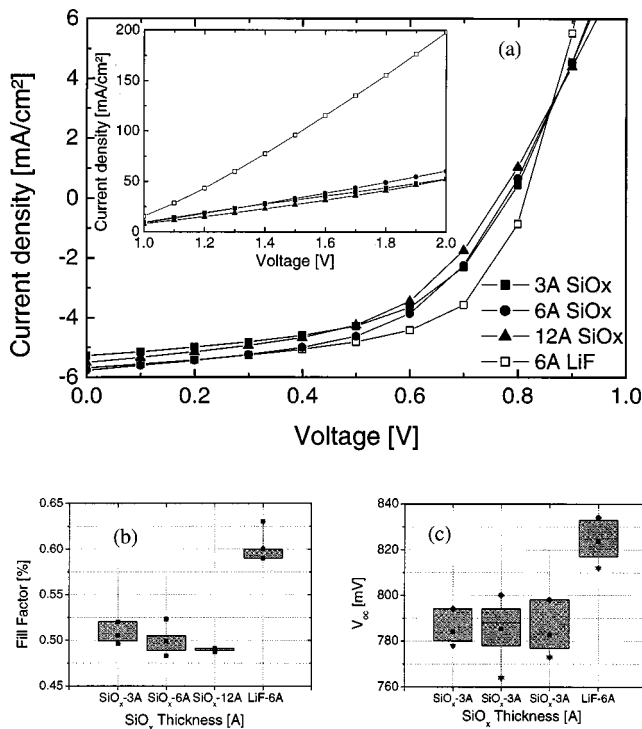 (a)
Current density [mA/cm²]
6
4
2
0
-2
-4
-6
0.0 0.2 0.4 0.6 0.8 1.0
Voltage [V]
Current density [mA/cm²]
200
150
100
50
0
1.0 1.2 1.4 1.6 1.8 2.0
Voltage [V]
3A SiOx
6A SiOx
12A SiOx
6A LiF
(b)
Fill Factor [%]
0.65
0.60
0.55
0.50
0.45
SiOₓ-3A SiOₓ-6A SiOₓ-12A LiF-6A
SiOₓ Thickness [A]
(c)
V_oc [mV]
840
820
800
780
760
SiOₓ-3A SiOₓ-3A SiOₓ-3A LiF-6A
SiOₓ Thickness [A]